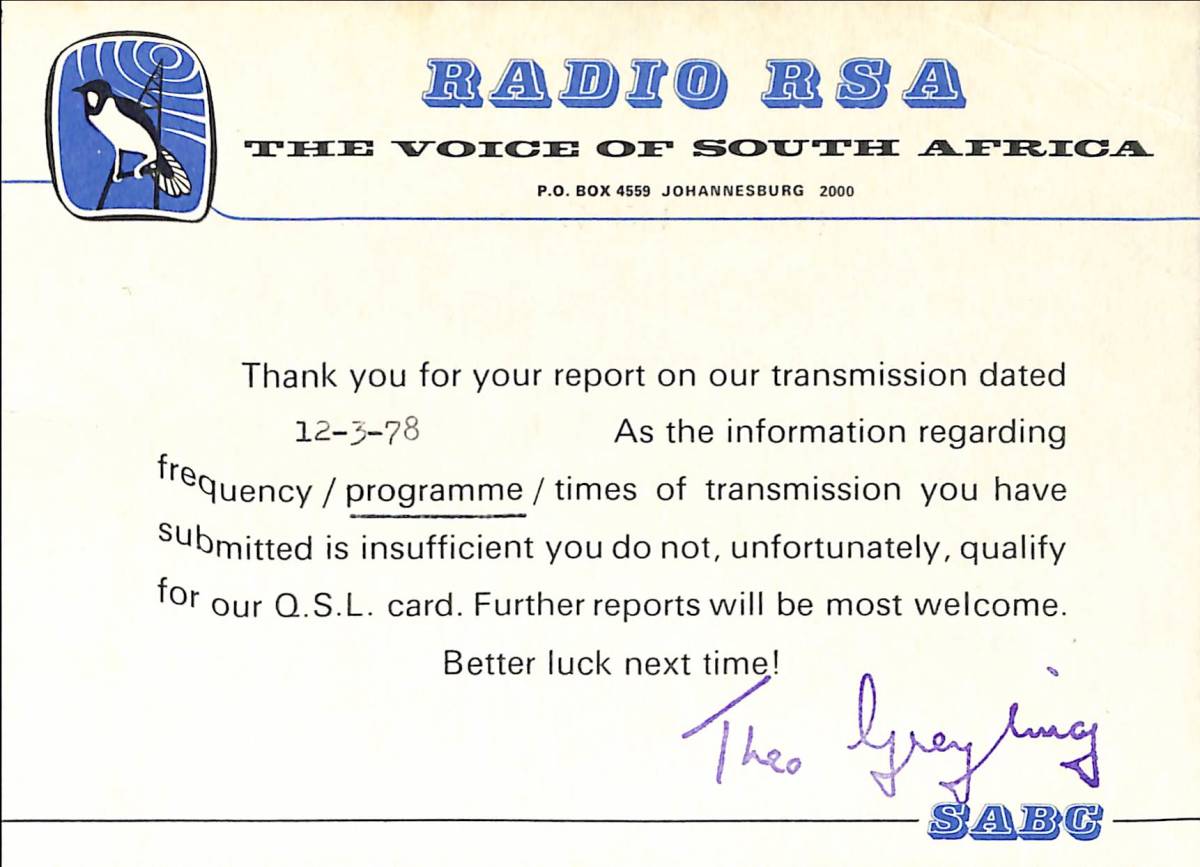 RADIO RSA
THE VOICE OF SOUTH AFRICA
P.O. BOX 4559 JOHANNESBURG 2000
Thank you for your report on our transmission dated
12-3-78 As the information regarding
frequency / programme / times of transmission you have
submitted is insufficient you do not, unfortunately, qualify
for our Q.S.L. card. Further reports will be most welcome.
Better luck next time!
Theo Greyling
SABC